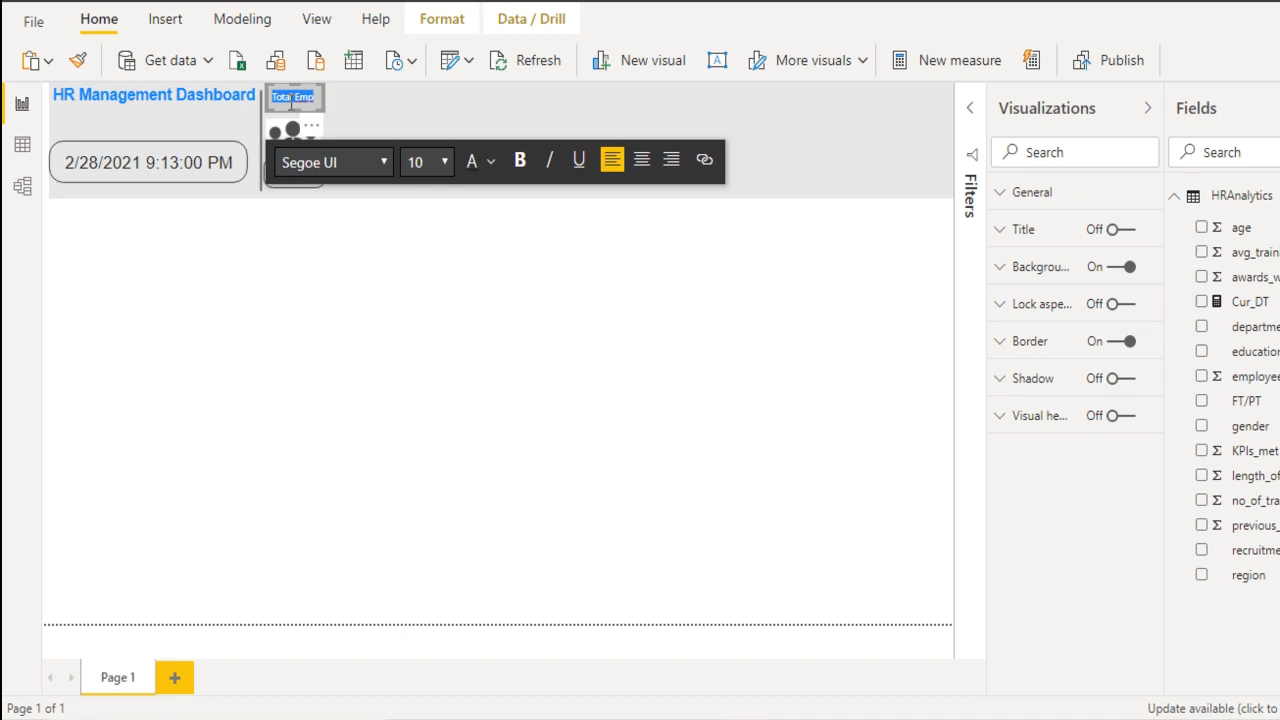 File Home Insert Modeling View Help Format Data / Drill
Get data Refresh New visual More visuals New measure Publish
HR Management Dashboard
Total Emp
2/28/2021 9:13:00 PM
Segoe UI 10 A B I U
Filters
Visualizations
Search
General
Title Off
Backgrou... On
Lock aspe... Off
Border On
Shadow Off
Visual he... Off
Fields
Search
HRAnalytics
age
avg_traini
awards_w
Cur_DT
departme
education
employee
FT/PT
gender
KPIs_met
length_of
no_of_tra
previous_
recruitme
region
Page 1
Page 1 of 1
Update available (click to